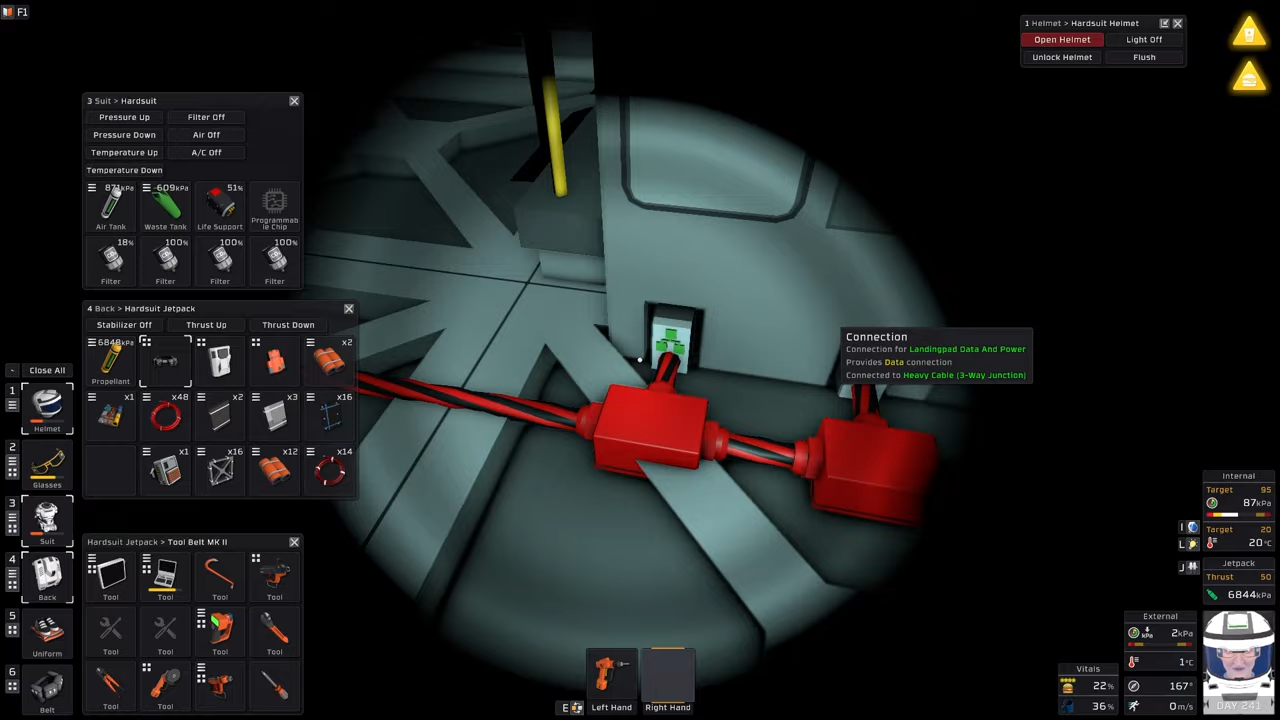 F1
1 Helmet > Hardsuit Helmet
Open Helmet
Light Off
Unlock Helmet
Flush
3 Suit > Hardsuit
Pressure Up
Filter Off
Pressure Down
Air Off
Temperature Up
A/C Off
Temperature Down
-609kPa
51%
Air Tank
Waste Tank
Life Support
Programmab
le Chip
18%
100%
100%
100%
Filter
Filter
Filter
Filter
4 Back > Hardsuit Jetpack
Stabilizer Off
Thrust Up
Thrust Down
6848kPa
x2
Propellant
x1
x48
x2
x3
x16
x1
x16
x12
x14
Connection
Connection for Landingpad Data And Power
Provides Data connection
Connected to Heavy Cable (3-Way Junction)
Close All
1
Helmet
2
Glasses
3
Suit
4
Back
5
Uniform
6
Belt
Hardsuit Jetpack > Tool Belt MK II
Tool
Tool
Tool
Tool
Tool
Tool
Tool
Tool
Tool
Tool
Tool
Tool
E
Left Hand
Right Hand
Internal
Target 95
87kPa
Target 20
20°C
I
L
J
Jetpack
Thrust 50
6844kPa
External
kPa
2kPa
1°C
167°
0m/s
Vitals
22%
36%
DAY 241